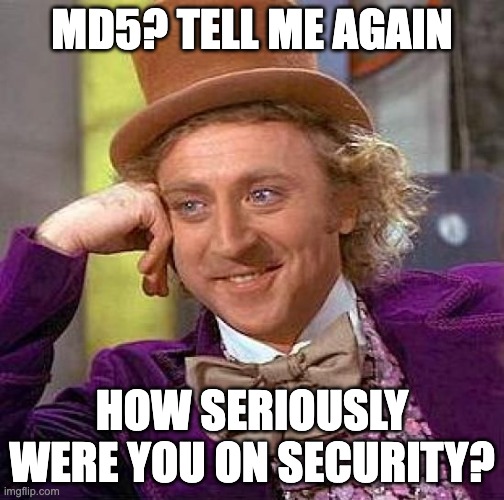 MD5? TELL ME AGAIN
HOW SERIOUSLY
WERE YOU ON SECURITY?
imgflip.com